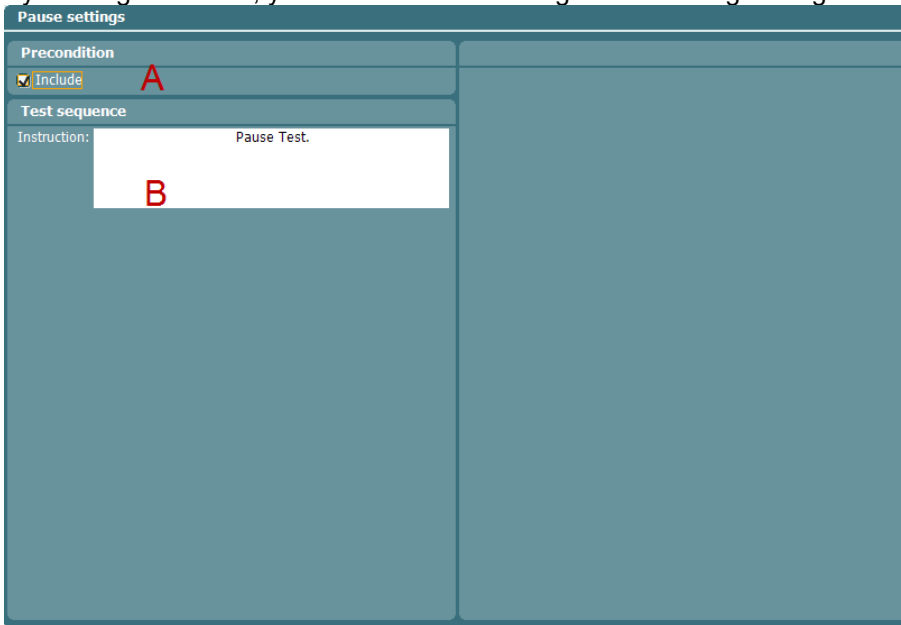 Pause settings
Precondition
Include A
Test sequence
Instruction: Pause Test.
B